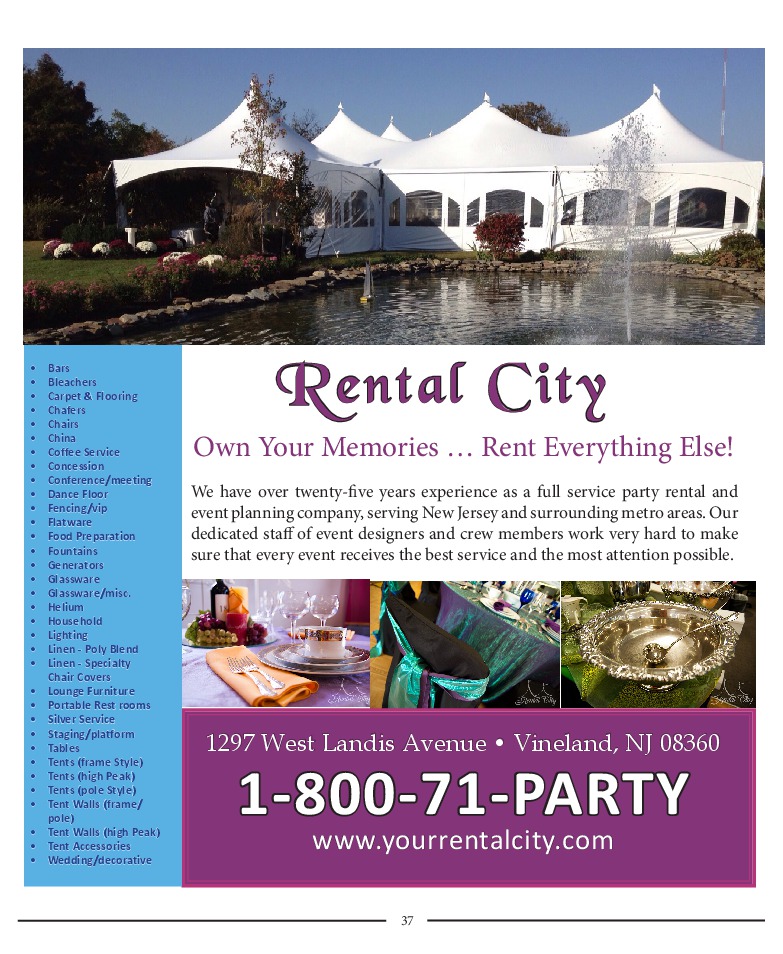 • Bars
• Bleachers
• Carpet & Flooring
• Chafers
• Chairs
• China
• Coffee Service
• Concession
• Conference/meeting
• Dance Floor
• Fencing/vip
• Flatware
• Food Preparation
• Fountains
• Generators
• Glassware
• Glassware/misc.
• Helium
• Household
• Lighting
• Linen - Poly Blend
• Linen - Specialty
Chair Covers
• Lounge Furniture
• Portable Rest rooms
• Silver Service
• Staging/platform
• Tables
• Tents (frame Style)
• Tents (high Peak)
• Tents (pole Style)
• Tent Walls (frame/
pole)
• Tent Walls (high Peak)
• Tent Accessories
• Wedding/decorative
Rental City
Own Your Memories … Rent Everything Else!
We have over twenty-five years experience as a full service party rental and
event planning company, serving New Jersey and surrounding metro areas. Our
dedicated staff of event designers and crew members work very hard to make
sure that every event receives the best service and the most attention possible.
Rental City
Rental City
Rental City
1297 West Landis Avenue • Vineland, NJ 08360
1-800-71-PARTY
www.yourrentalcity.com
37